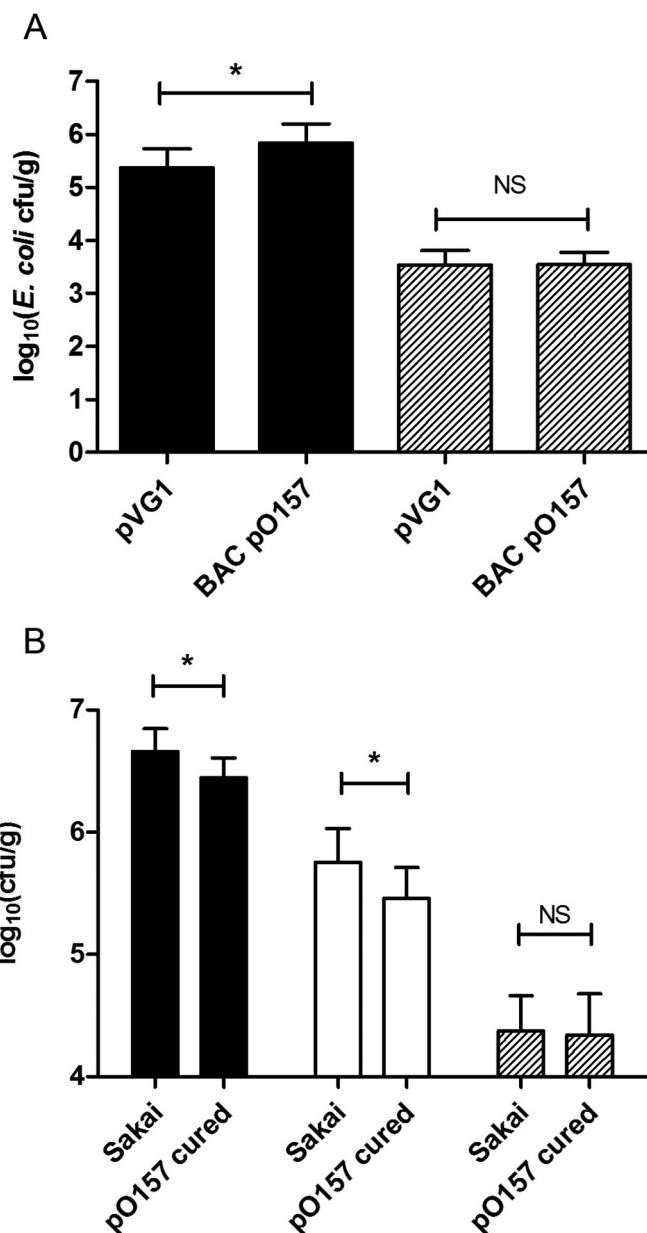 A
*
7
6
NS
5
4
3
2
1
0
log10(E. coli cfu/g)
pVG1
BAC pO157
pVG1
BAC pO157
B
*
7
*
6
NS
5
4
log10(cfu/g)
Sakai
pO157 cured
Sakai
pO157 cured
Sakai
pO157 cured